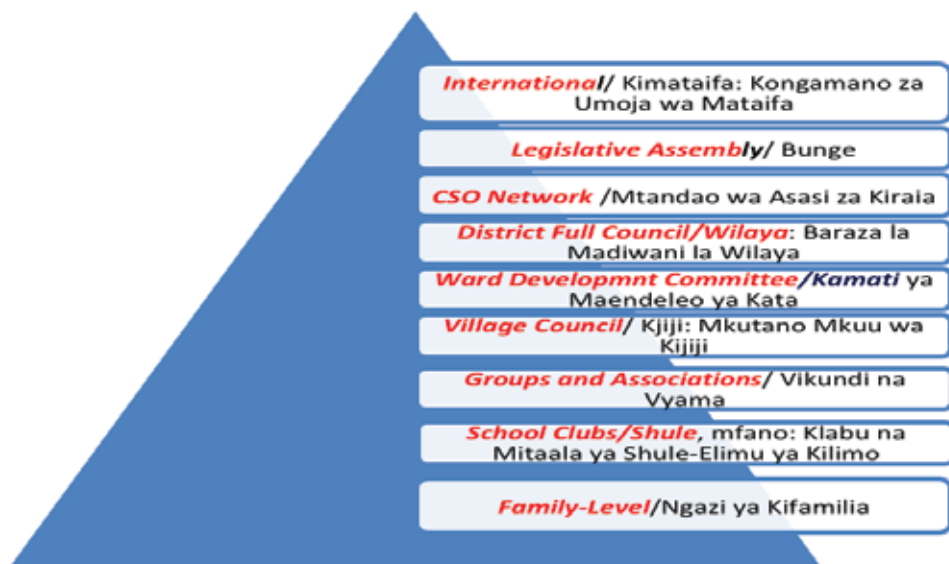 International/ Kimataifa: Kongamano za
Umoja wa Mataifa
Legislative Assembly/ Bunge
CSO Network /Mtandao wa Asasi za Kiraia
District Full Council/Wilaya: Baraza la
Madiwani la Wilaya
Ward Developmnt Committee/Kamati ya
Maendeleo ya Kata
Village Council/ Kjiji: Mkutano Mkuu wa
Kijiji
Groups and Associations/ Vikundi na
Vyama
School Clubs/Shule, mfano: Klabu na
Mitaala ya Shule-Elimu ya Kilimo
Family-Level/Ngazi ya Kifamilia